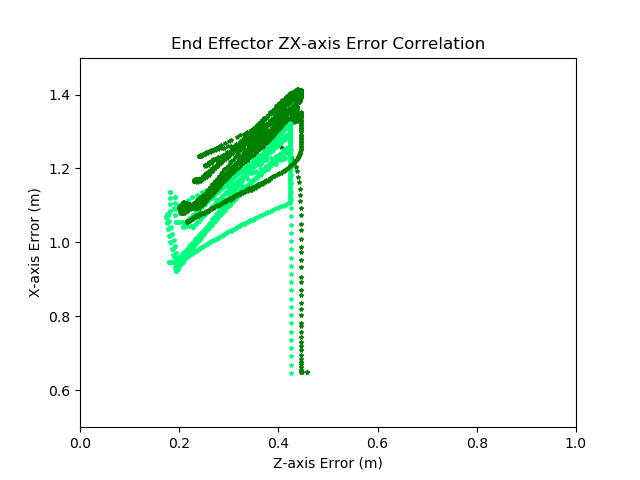 End Effector ZX-axis Error Correlation
1.4
1.2
1.0
0.8
0.6
X-axis Error (m)
0.0 0.2 0.4 0.6 0.8 1.0
Z-axis Error (m)